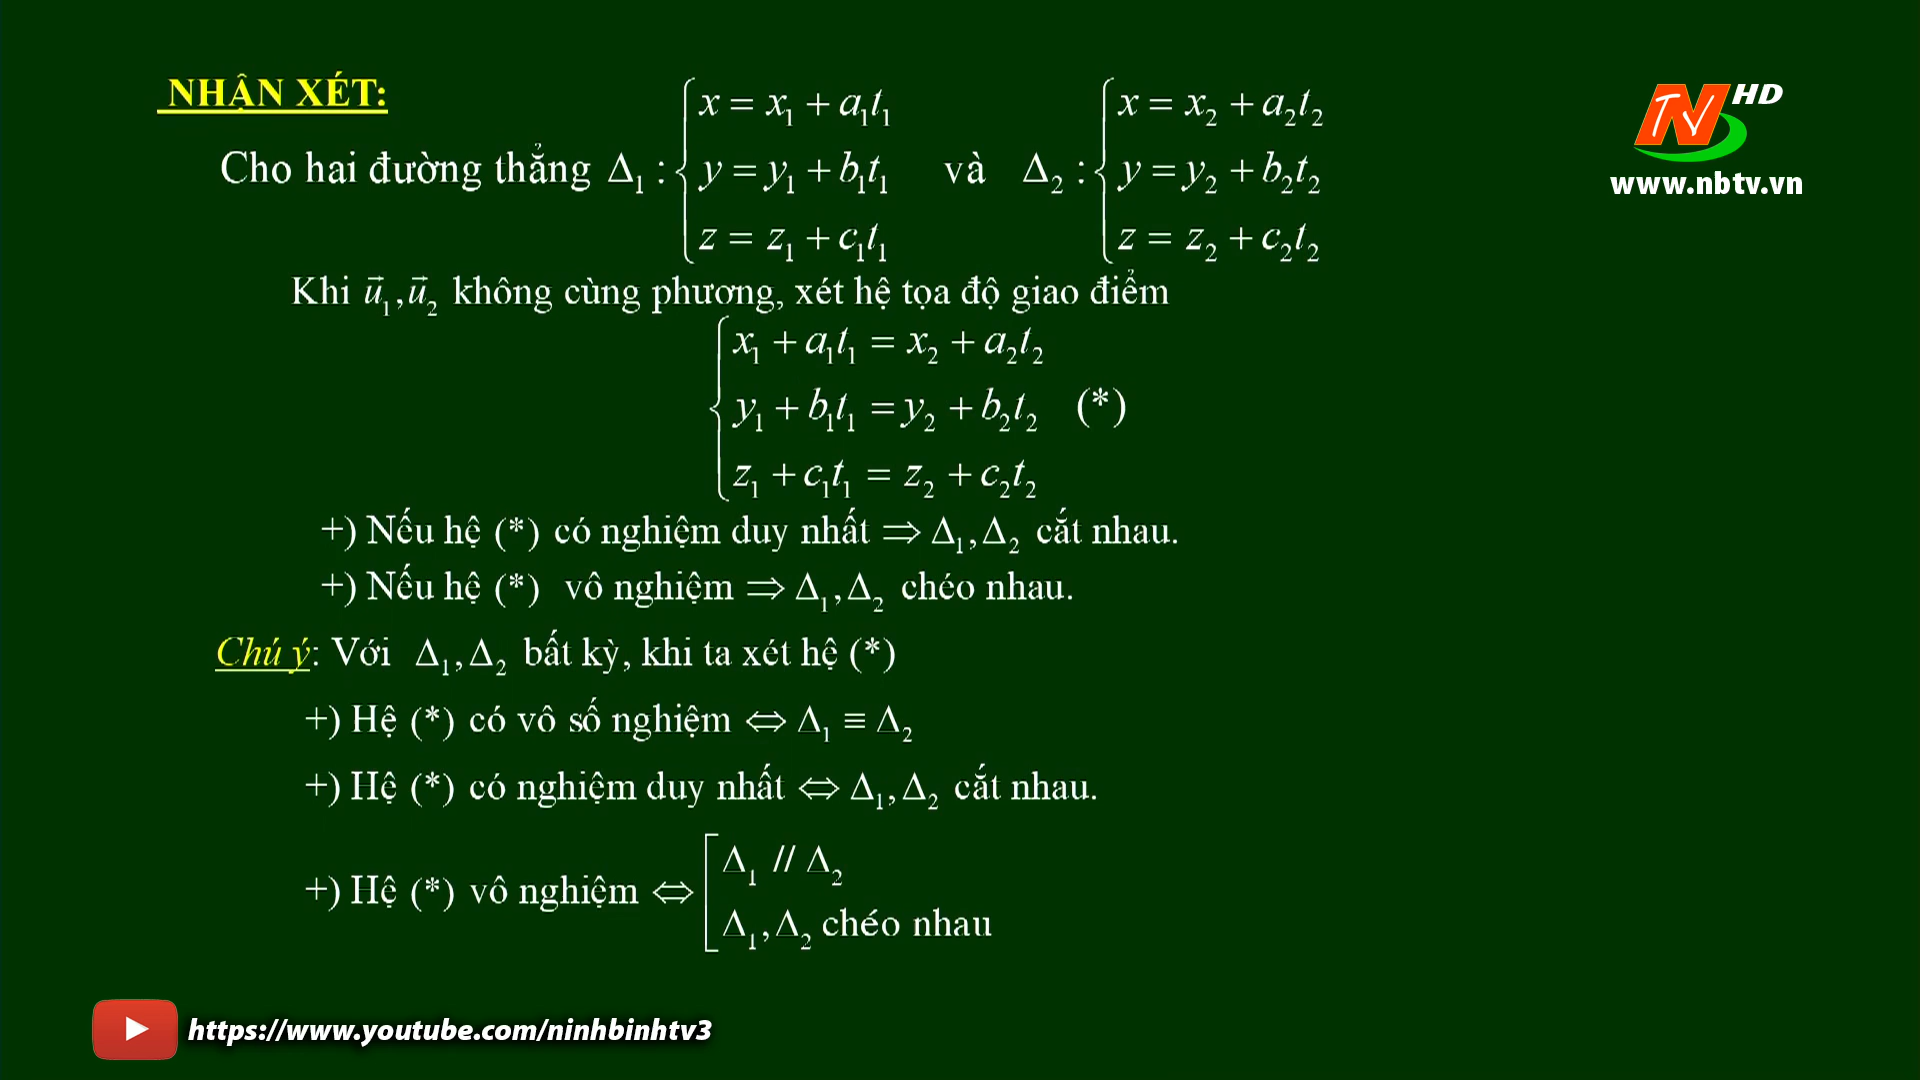 NHẬN XÉT:
Cho hai đường thẳng Δ₁ : { x = x₁ + a₁t₁ ; y = y₁ + b₁t₁ ; z = z₁ + c₁t₁ và Δ₂ : { x = x₂ + a₂t₂ ; y = y₂ + b₂t₂ ; z = z₂ + c₂t₂
Khi u⃗₁, u⃗₂ không cùng phương, xét hệ tọa độ giao điểm
x₁ + a₁t₁ = x₂ + a₂t₂
y₁ + b₁t₁ = y₂ + b₂t₂ (*)
z₁ + c₁t₁ = z₂ + c₂t₂
+) Nếu hệ (*) có nghiệm duy nhất ⇒ Δ₁, Δ₂ cắt nhau.
+) Nếu hệ (*) vô nghiệm ⇒ Δ₁, Δ₂ chéo nhau.
Chú ý: Với Δ₁, Δ₂ bất kỳ, khi ta xét hệ (*)
+) Hệ (*) có vô số nghiệm ⇔ Δ₁ ≡ Δ₂
+) Hệ (*) có nghiệm duy nhất ⇔ Δ₁, Δ₂ cắt nhau.
+) Hệ (*) vô nghiệm ⇔ [ Δ₁ // Δ₂
Δ₁, Δ₂ chéo nhau
NTV HD
www.nbtv.vn
https://www.youtube.com/ninhbinhtv3